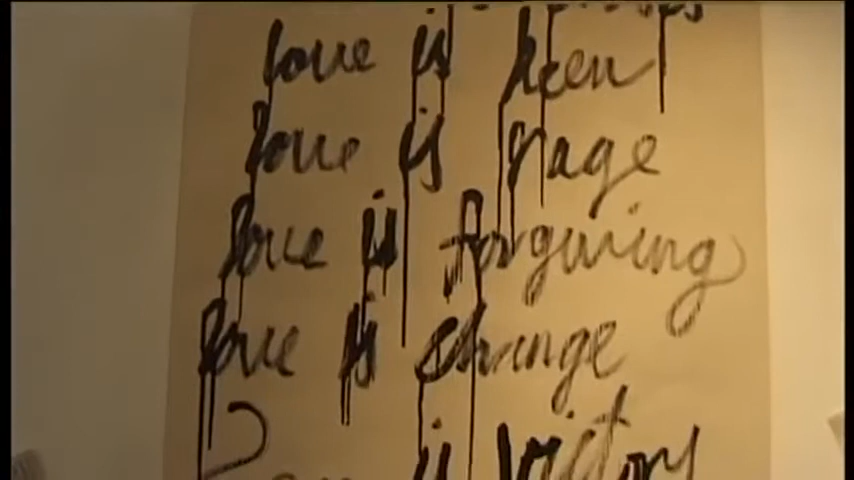 love is keen
love is rage
love is forgiving
love is change
is victory